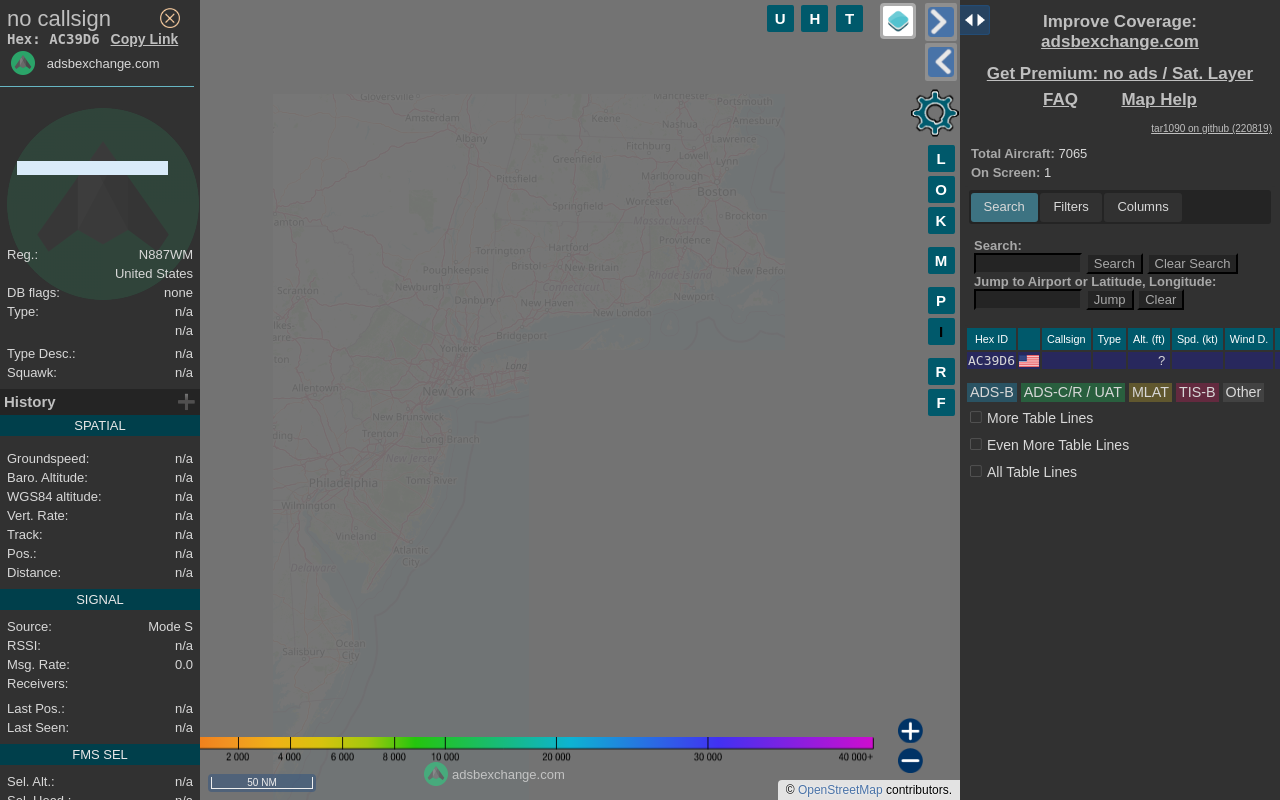 no callsign
Hex: AC39D6 Copy Link
adsbexchange.com
Reg.: N887WM
United States
DB flags: none
Type: n/a
n/a
Type Desc.: n/a
Squawk: n/a
History
SPATIAL
Groundspeed: n/a
Baro. Altitude: n/a
WGS84 altitude: n/a
Vert. Rate: n/a
Track: n/a
Pos.: n/a
Distance: n/a
SIGNAL
Source: Mode S
RSSI: n/a
Msg. Rate: 0.0
Receivers:
Last Pos.: n/a
Last Seen: n/a
FMS SEL
Sel. Alt.: n/a
Sel. Head.: n/a
U H T
L
O
K
M
P
I
R
F
Gloversville
Amsterdam
Albany
Manchester
Portsmouth
Keene
Nashua
Amesbury
Fitchburg
Lawrence
Lowell
Lynn
Greenfield
Pittsfield
Marlborough
Boston
Springfield
Worcester
Massachusetts
Brockton
Providence
Torrington
Hartford
Bristol
New Britain
Poughkeepsie
Rhode Island
New Bedfo
Scranton
Newburgh
Connecticut
Danbury
New Haven
Newport
New London
Bridgeport
Yonkers
Long
Allentown
New York
New Brunswick
Trenton
Long Branch
New Jersey
Philadelphia
Toms River
Wilmington
Vineland
Atlantic
City
Delaware
Ocean
City
Salisbury
2 000 4 000 6 000 8 000 10 000 20 000 30 000 40 000+
50 NM
adsbexchange.com
© OpenStreetMap contributors.
Improve Coverage:
adsbexchange.com
Get Premium: no ads / Sat. Layer
FAQ Map Help
tar1090 on github (220819)
Total Aircraft: 7065
On Screen: 1
Search Filters Columns
Search:
Search Clear Search
Jump to Airport or Latitude, Longitude:
Jump Clear
Hex ID Callsign Type Alt. (ft) Spd. (kt) Wind D.
AC39D6 ?
ADS-B ADS-C/R / UAT MLAT TIS-B Other
More Table Lines
Even More Table Lines
All Table Lines